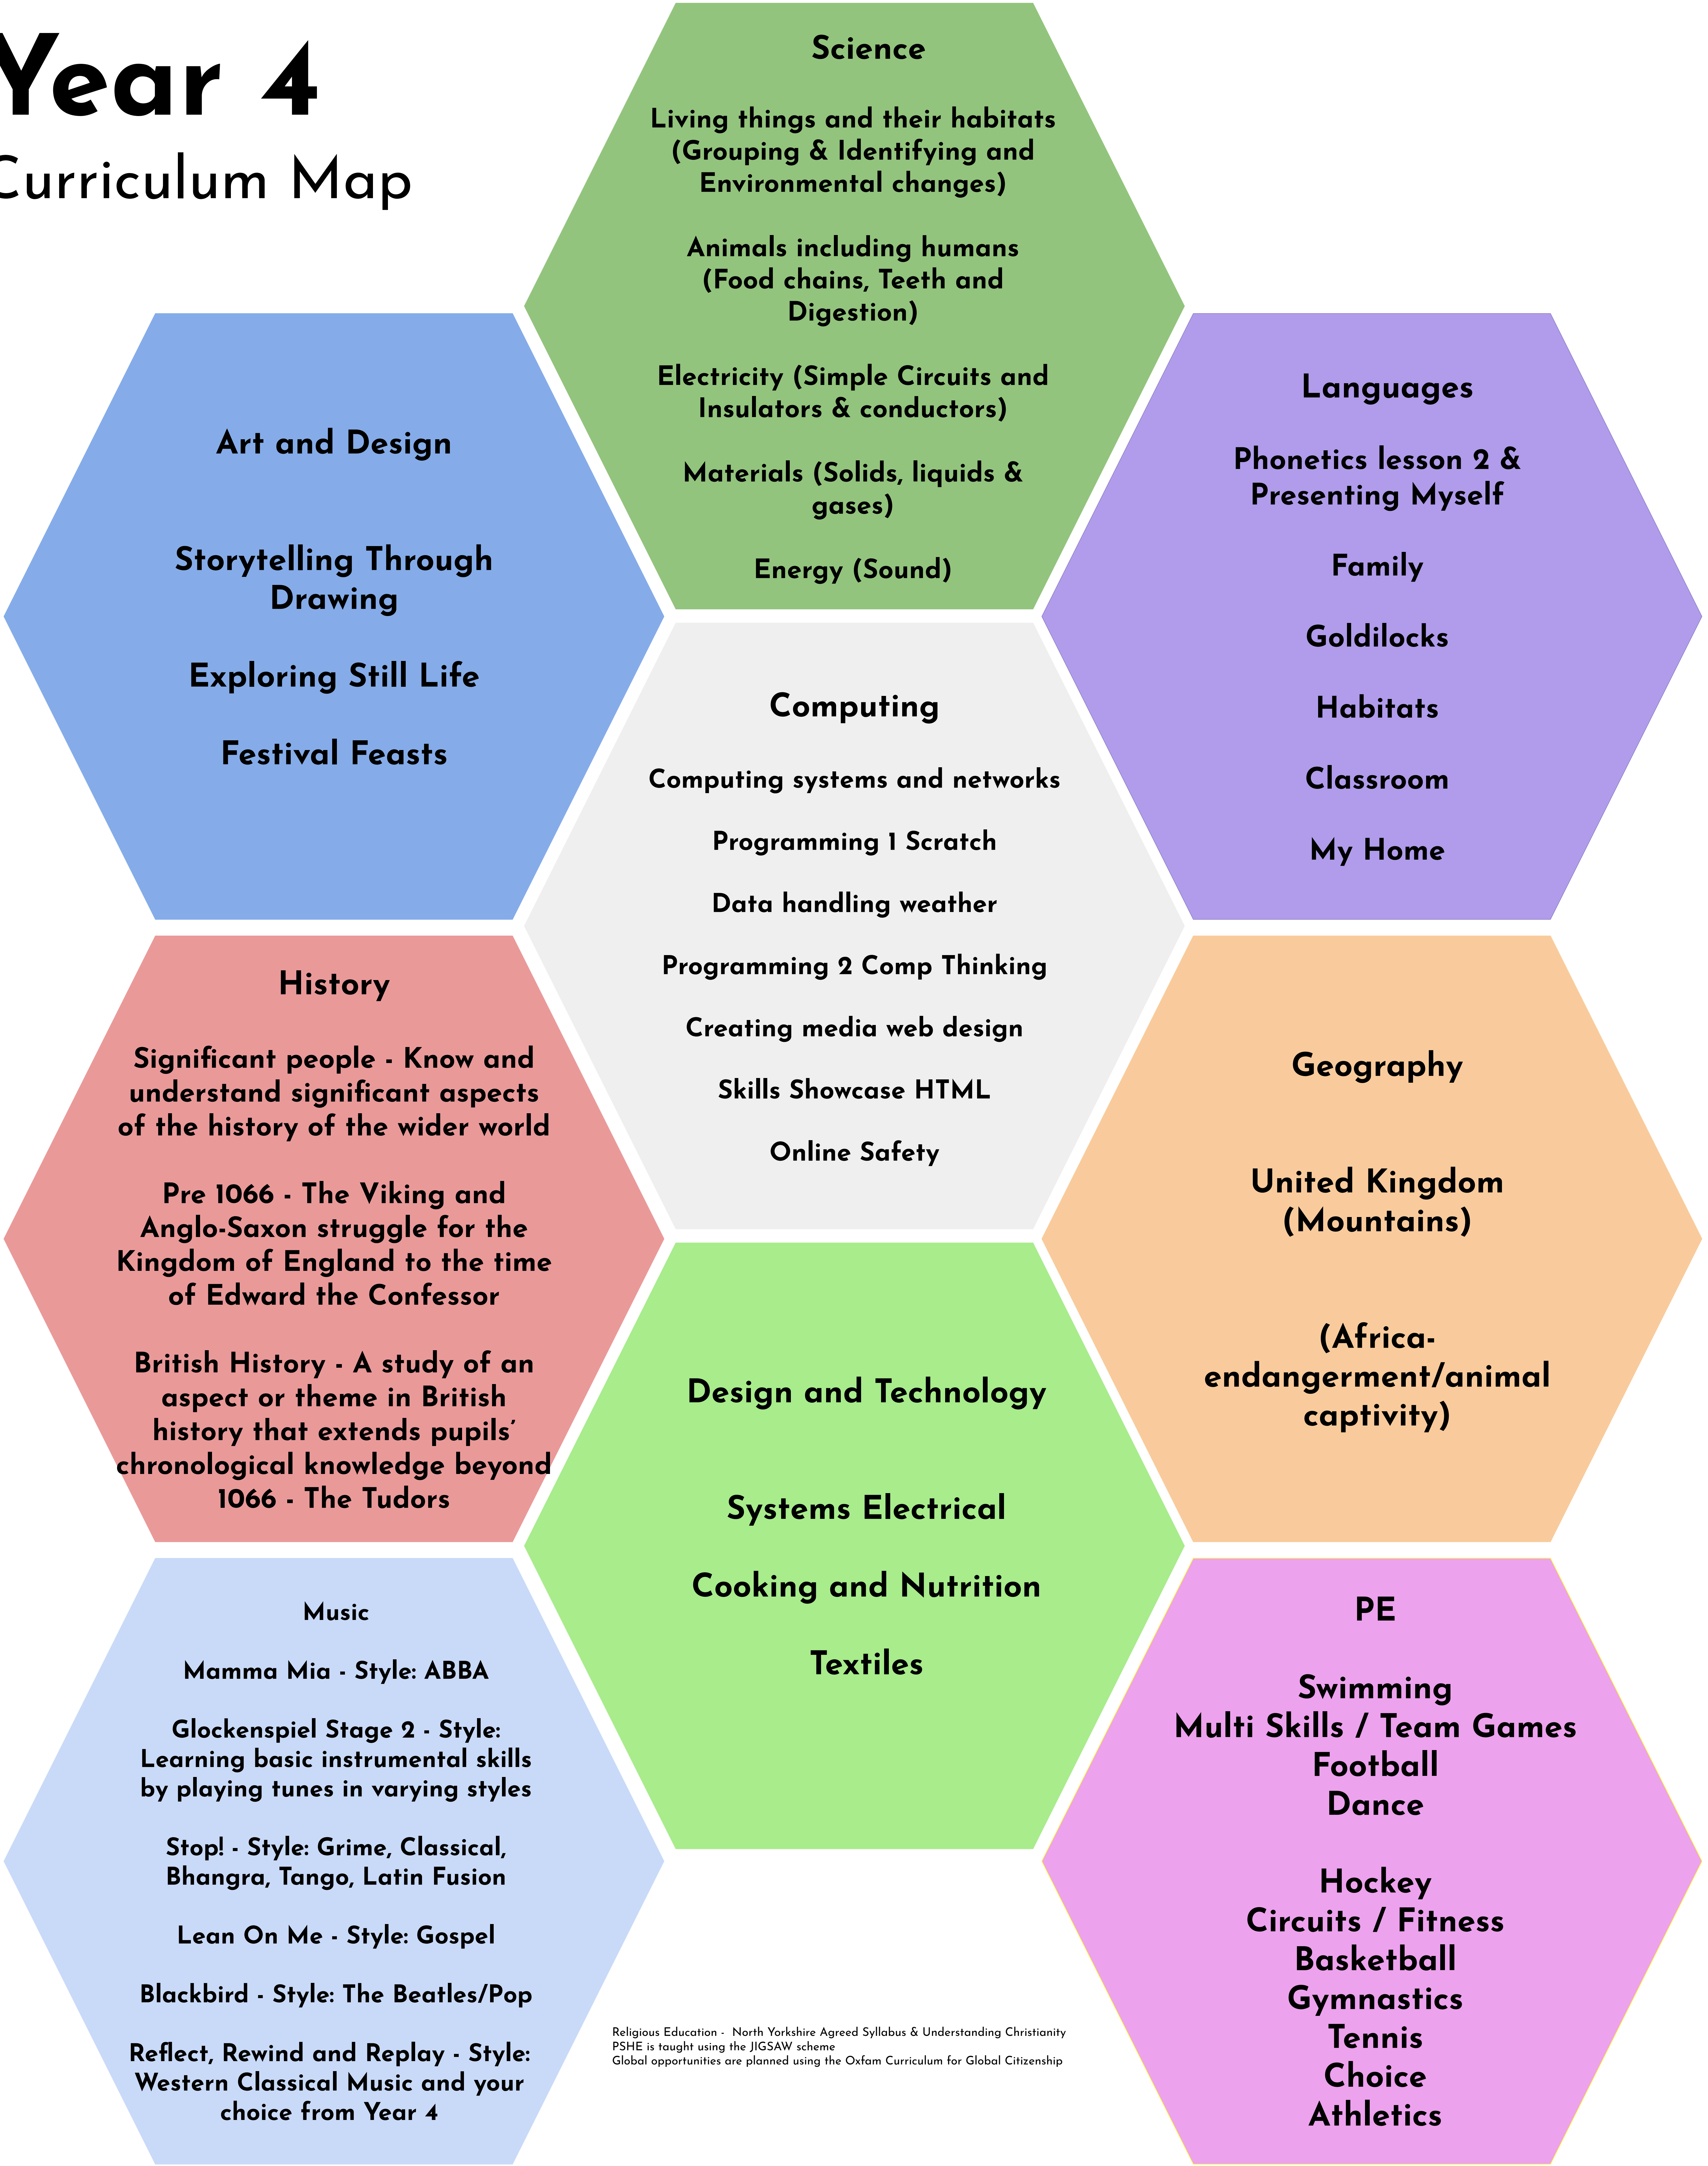 Year 4
Curriculum Map
Science
Living things and their habitats
(Grouping & Identifying and
Environmental changes)
Animals including humans
(Food chains, Teeth and
Digestion)
Electricity (Simple Circuits and
Insulators & conductors)
Materials (Solids, liquids &
gases)
Energy (Sound)
Art and Design
Storytelling Through
Drawing
Exploring Still Life
Festival Feasts
Languages
Phonetics lesson 2 &
Presenting Myself
Family
Goldilocks
Habitats
Classroom
My Home
Computing
Computing systems and networks
Programming 1 Scratch
Data handling weather
Programming 2 Comp Thinking
Creating media web design
Skills Showcase HTML
Online Safety
History
Significant people - Know and
understand significant aspects
of the history of the wider world
Pre 1066 - The Viking and
Anglo-Saxon struggle for the
Kingdom of England to the time
of Edward the Confessor
British History - A study of an
aspect or theme in British
history that extends pupils’
chronological knowledge beyond
1066 - The Tudors
Geography
United Kingdom
(Mountains)
(Africa-
endangerment/animal
captivity)
Design and Technology
Systems Electrical
Cooking and Nutrition
Textiles
Music
Mamma Mia - Style: ABBA
Glockenspiel Stage 2 - Style:
Learning basic instrumental skills
by playing tunes in varying styles
Stop! - Style: Grime, Classical,
Bhangra, Tango, Latin Fusion
Lean On Me - Style: Gospel
Blackbird - Style: The Beatles/Pop
Reflect, Rewind and Replay - Style:
Western Classical Music and your
choice from Year 4
PE
Swimming
Multi Skills / Team Games
Football
Dance
Hockey
Circuits / Fitness
Basketball
Gymnastics
Tennis
Choice
Athletics
Religious Education - North Yorkshire Agreed Syllabus & Understanding Christianity
PSHE is taught using the JIGSAW scheme
Global opportunities are planned using the Oxfam Curriculum for Global Citizenship